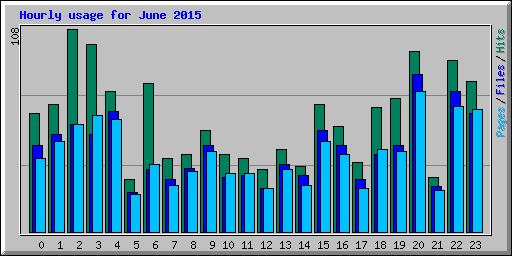 Hourly usage for June 2015
108
Pages/Files/Hits
0 1 2 3 4 5 6 7 8 9 10 11 12 13 14 15 16 17 18 19 20 21 22 23